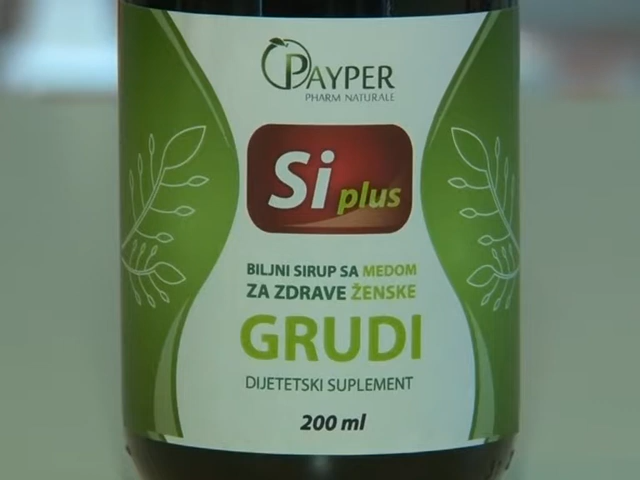 PAYPER
PHARM NATURALE
Si plus
BILJNI SIRUP SA MEDOM
ZA ZDRAVE ŽENSKE
GRUDI
DIJETETSKI SUPLEMENT
200 ml